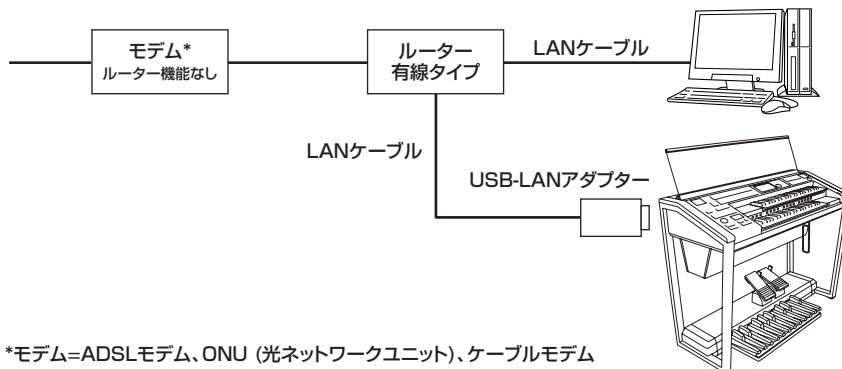 モデム*
ルーター機能なし
ルーター
有線タイプ
LANケーブル
LANケーブル
USB-LANアダプター
*モデム=ADSLモデム、ONU (光ネットワークユニット)、ケーブルモデム